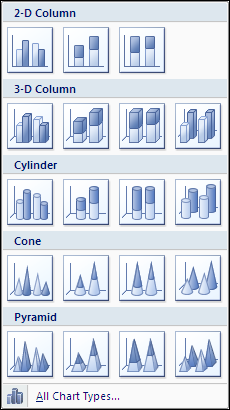 2-D Column
3-D Column
Cylinder
Cone
Pyramid
All Chart Types...